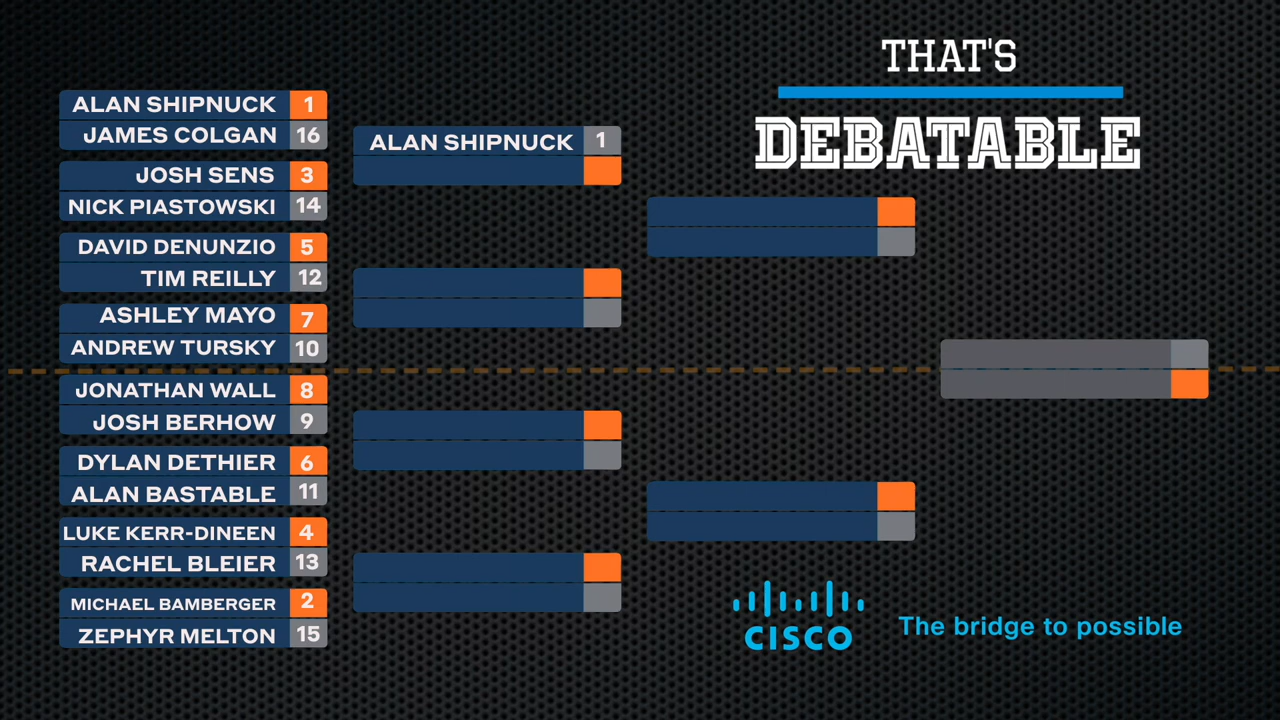 THAT'S
DEBATABLE
ALAN SHIPNUCK 1
JAMES COLGAN 16
JOSH SENS 3
NICK PIASTOWSKI 14
DAVID DENUNZIO 5
TIM REILLY 12
ASHLEY MAYO 7
ANDREW TURSKY 10
JONATHAN WALL 8
JOSH BERHOW 9
DYLAN DETHIER 6
ALAN BASTABLE 11
LUKE KERR-DINEEN 4
RACHEL BLEIER 13
MICHAEL BAMBERGER 2
ZEPHYR MELTON 15
ALAN SHIPNUCK 1
CISCO
The bridge to possible